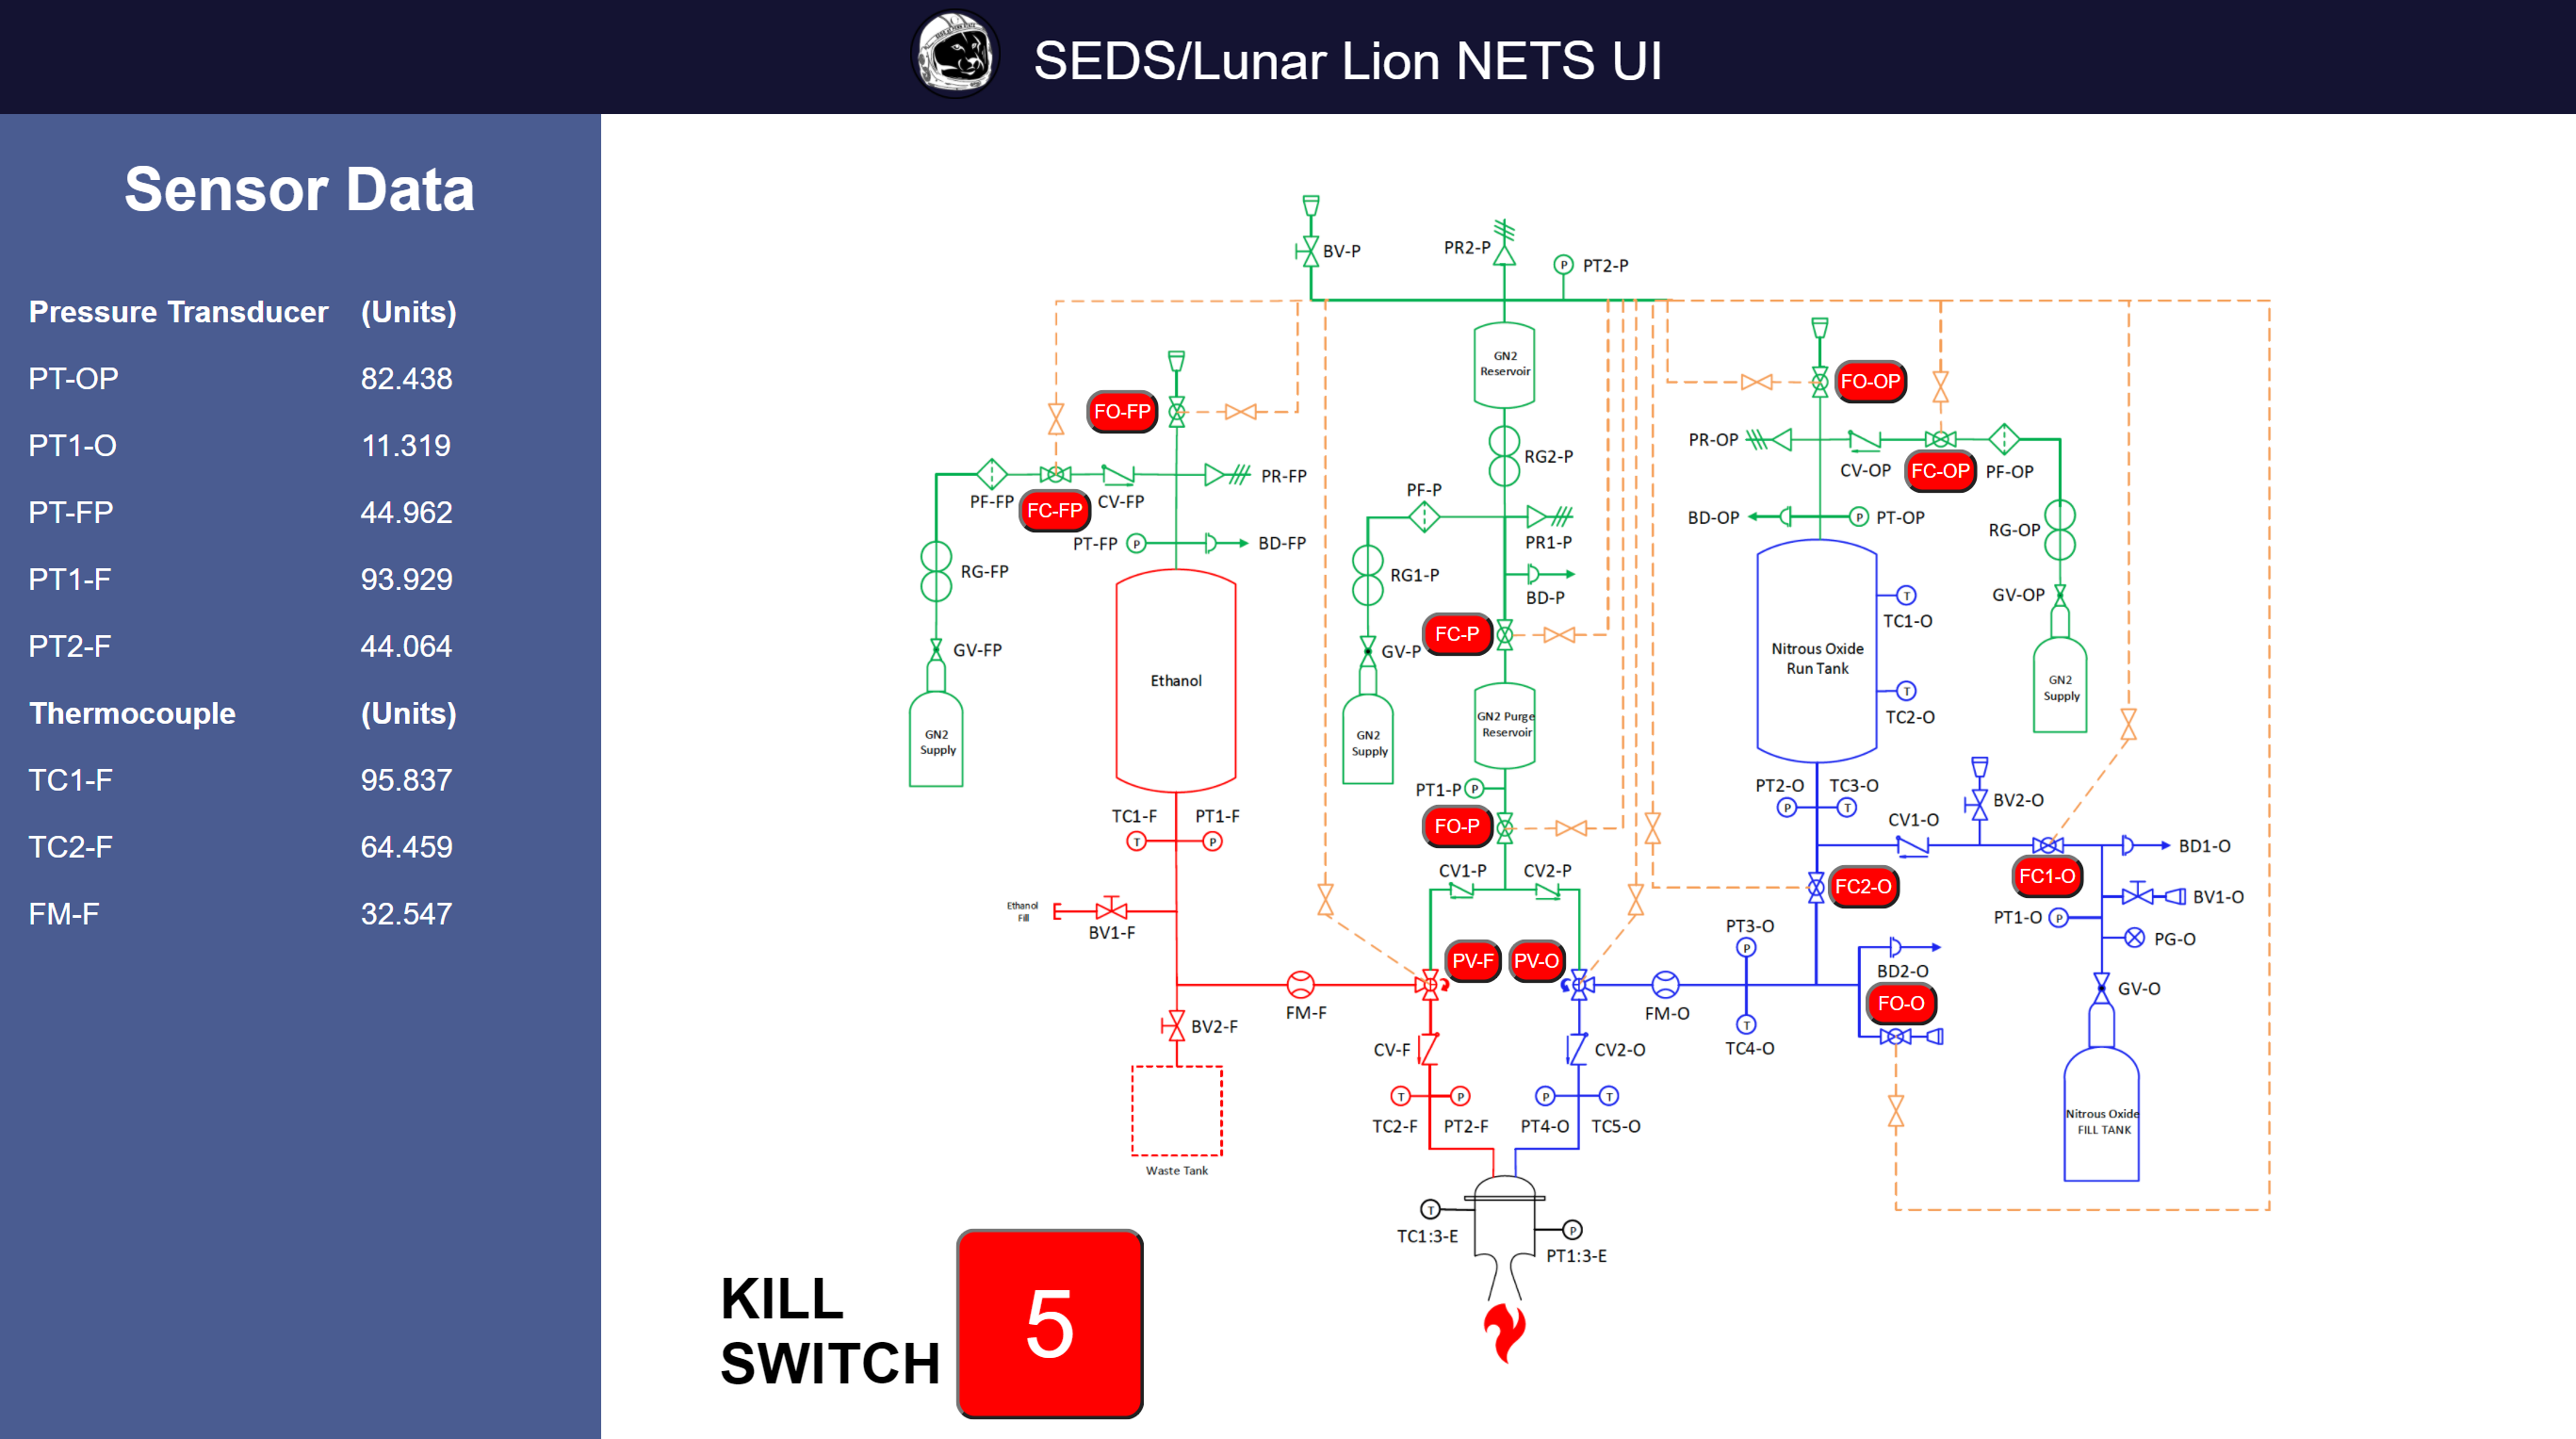 SEDS/Lunar Lion NETS UI
Sensor Data
Pressure Transducer (Units)
PT-OP 82.438
PT1-O 11.319
PT-FP 44.962
PT1-F 93.929
PT2-F 44.064
Thermocouple (Units)
TC1-F 95.837
TC2-F 64.459
FM-F 32.547
BV-P
PR2-P
PT2-P
P
GN2
Reservoir
FO-OP
FO-FP
PR-OP
CV-OP
FC-OP
PF-OP
RG2-P
PF-FP
FC-FP
CV-FP
PR-FP
PF-P
BD-OP
P
PT-OP
RG-OP
PT-FP
P
BD-FP
PR1-P
RG-FP
RG1-P
BD-P
GV-OP
T
TC1-O
FC-P
GV-FP
GV-P
Ethanol
Nitrous Oxide
Run Tank
GN2
Supply
T
TC2-O
GN2 Purge
Reservoir
GN2
Supply
GN2
Supply
PT1-P
P
PT2-O
TC3-O
P
T
BV2-O
TC1-F
PT1-F
T
P
FO-P
CV1-O
BD1-O
CV1-P
CV2-P
FC2-O
FC1-O
BV1-O
Ethanol
Fill
BV1-F
PT1-O
P
PT3-O
P
PG-O
PV-F
PV-O
BD2-O
GV-O
FO-O
FM-F
FM-O
BV2-F
T
TC4-O
CV-F
CV2-O
T
P
P
T
TC2-F
PT2-F
PT4-O
TC5-O
Nitrous Oxide
FILL TANK
Waste Tank
T
TC1:3-E
P
PT1:3-E
KILL
SWITCH
5